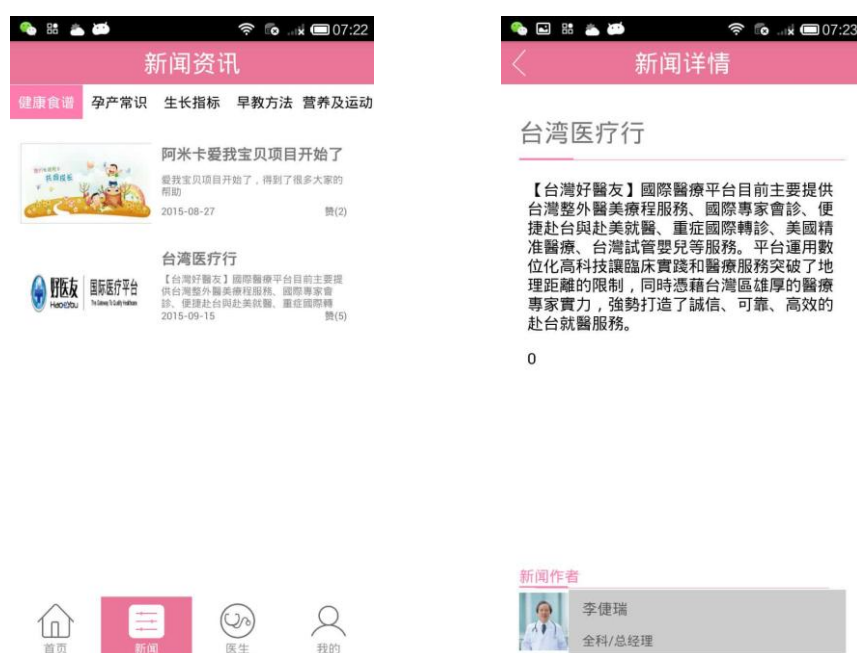 07:22
新闻资讯
健康食谱 孕产常识 生长指标 早教方法 营养及运动
阿米卡爱我宝贝项目开始了
爱我宝贝项目开始了，得到了很多大家的
帮助
2015-08-27 赞(2)
共同成长
台湾医疗行
【台灣好醫友】國際醫療平台目前主要提
供台灣整外醫美療程服務、國際專家會
診、便捷赴台與赴美就醫、重症國際轉
2015-09-15 赞(5)
好医友 国际医疗平台
HaoeYou
首页 新闻 医生 我的
07:23
新闻详情
台湾医疗行
【台灣好醫友】國際醫療平台目前主要提供
台灣整外醫美療程服務、國際專家會診、便
捷赴台與赴美就醫、重症國際轉診、美國精
准醫療、台灣試管嬰兒等服務。平台運用數
位化高科技讓臨床實踐和醫療服務突破了地
理距離的限制，同時憑藉台灣區雄厚的醫療
專家實力，強勢打造了誠信、可靠、高效的
赴台就醫服務。
0
新闻作者
李倢瑞
全科/总经理